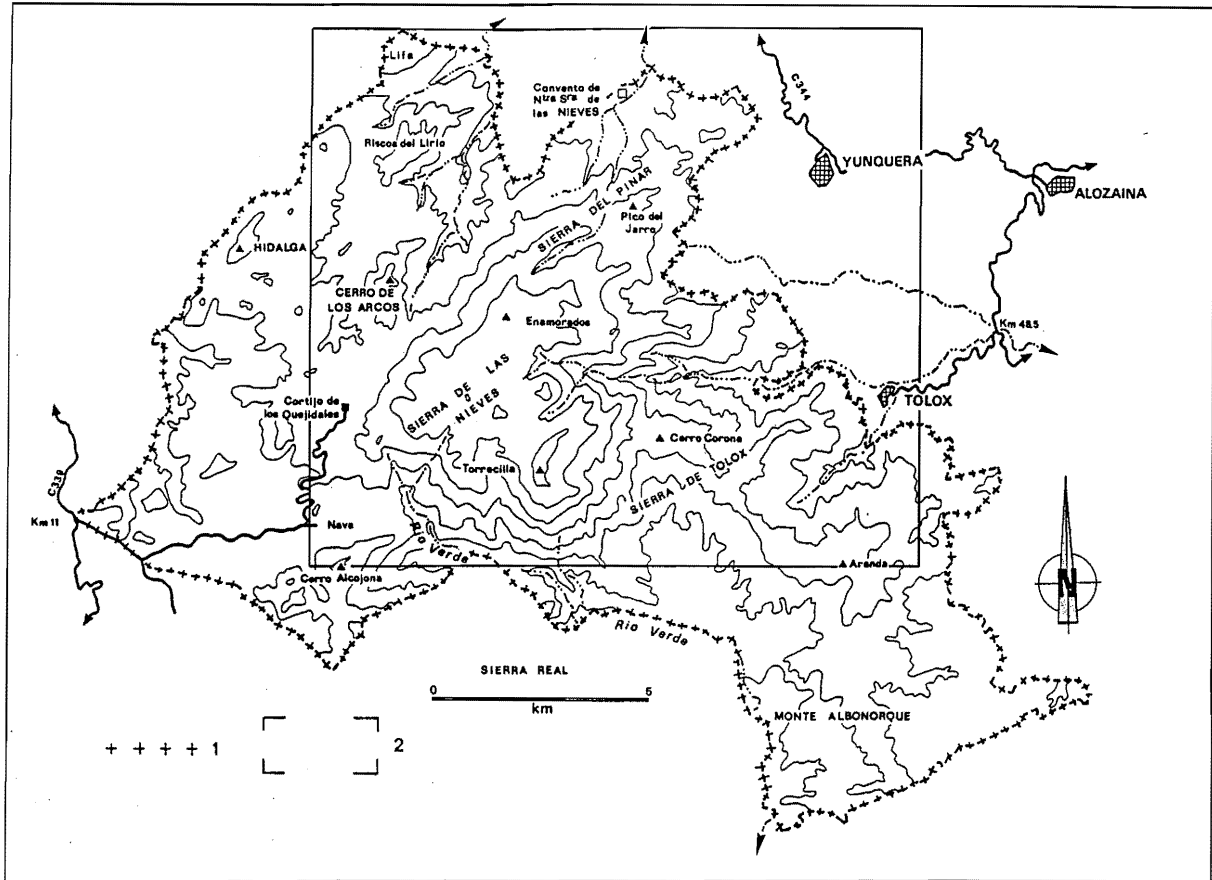 Lifa
Convento de
Ntra Sra de
las NIEVES
C344
Riscos del Lirio
YUNQUERA
ALOZAINA
SIERRA DEL PINAR
Pico del
Jarro
HIDALGA
CERRO DE
LOS ARCOS
Enamorados
Km 48.5
SIERRA DE LAS
NIEVES
Cortijo de
los Quejidales
TOLOX
Cerro Corona
Torrecilla
SIERRA DE TOLOX
C339
Km 11
Nava
Rio Verde
Cerro Alcojona
Aranda
N
Rio Verde
SIERRA REAL
0 5
km
MONTE ALBONORQUE
1
2